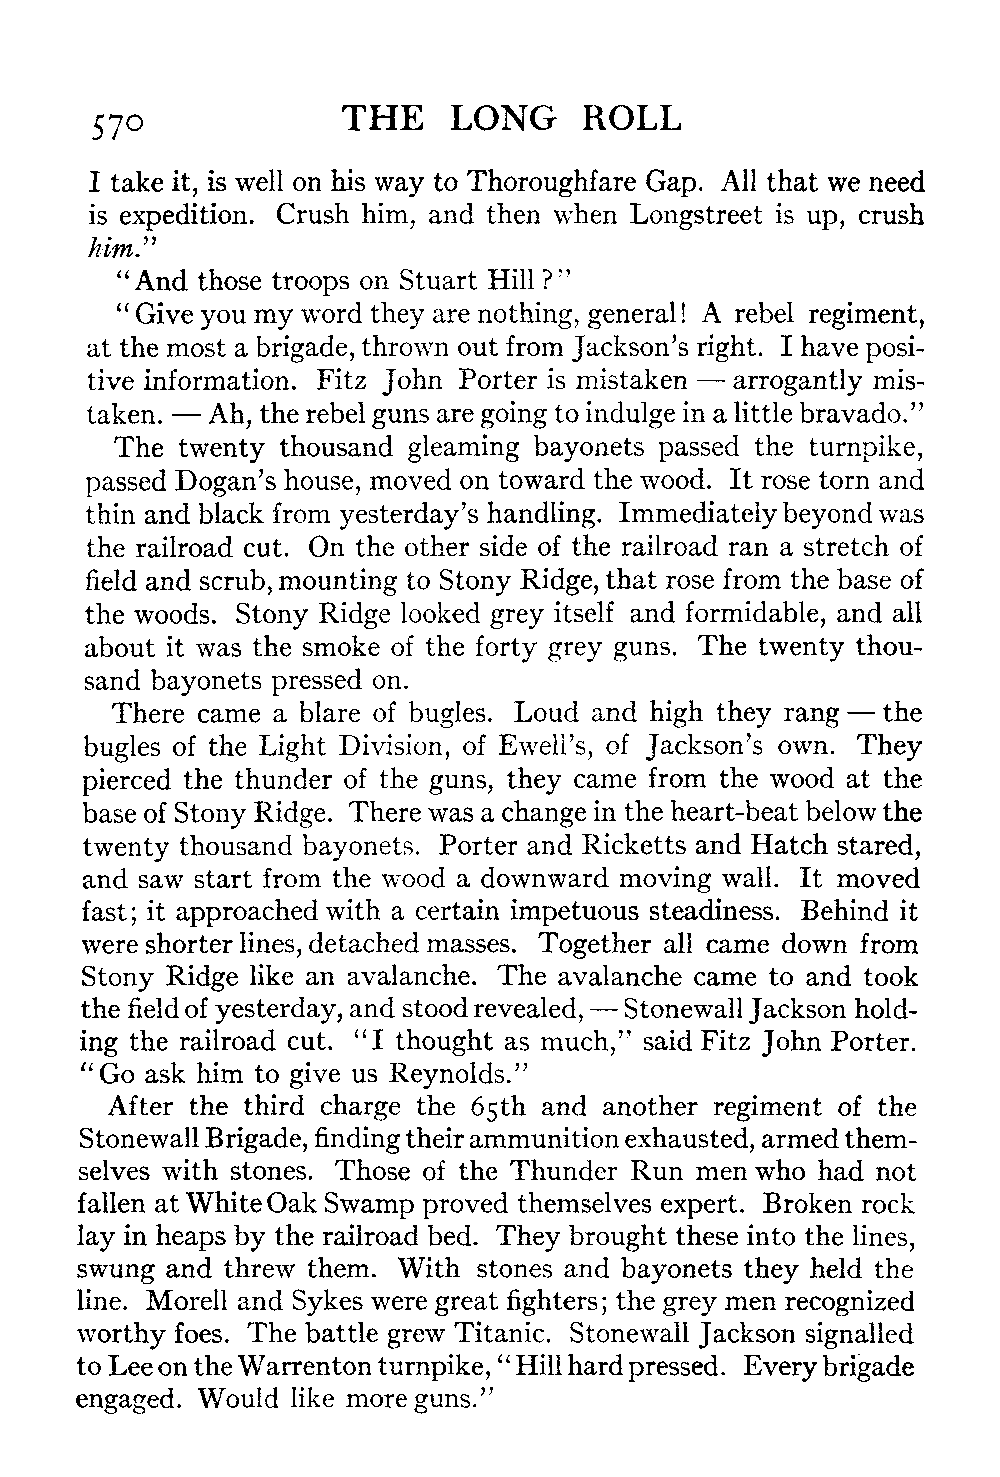 570 THE LONG ROLL
I take it, is well on his way to Thoroughfare Gap. All that we need
is expedition. Crush him, and then when Longstreet is up, crush
him."
"And those troops on Stuart Hill?"
"Give you my word they are nothing, general! A rebel regiment,
at the most a brigade, thrown out from Jackson's right. I have posi-
tive information. Fitz John Porter is mistaken — arrogantly mis-
taken. — Ah, the rebel guns are going to indulge in a little bravado."
The twenty thousand gleaming bayonets passed the turnpike,
passed Dogan's house, moved on toward the wood. It rose torn and
thin and black from yesterday's handling. Immediately beyond was
the railroad cut. On the other side of the railroad ran a stretch of
field and scrub, mounting to Stony Ridge, that rose from the base of
the woods. Stony Ridge looked grey itself and formidable, and all
about it was the smoke of the forty grey guns. The twenty thou-
sand bayonets pressed on.
There came a blare of bugles. Loud and high they rang — the
bugles of the Light Division, of Ewell's, of Jackson's own. They
pierced the thunder of the guns, they came from the wood at the
base of Stony Ridge. There was a change in the heart-beat below the
twenty thousand bayonets. Porter and Ricketts and Hatch stared,
and saw start from the wood a downward moving wall. It moved
fast; it approached with a certain impetuous steadiness. Behind it
were shorter lines, detached masses. Together all came down from
Stony Ridge like an avalanche. The avalanche came to and took
the field of yesterday, and stood revealed, — Stonewall Jackson hold-
ing the railroad cut. "I thought as much," said Fitz John Porter.
"Go ask him to give us Reynolds."
After the third charge the 65th and another regiment of the
Stonewall Brigade, finding their ammunition exhausted, armed them-
selves with stones. Those of the Thunder Run men who had not
fallen at White Oak Swamp proved themselves expert. Broken rock
lay in heaps by the railroad bed. They brought these into the lines,
swung and threw them. With stones and bayonets they held the
line. Morell and Sykes were great fighters; the grey men recognized
worthy foes. The battle grew Titanic. Stonewall Jackson signalled
to Lee on the Warrenton turnpike, "Hill hard pressed. Every brigade
engaged. Would like more guns."